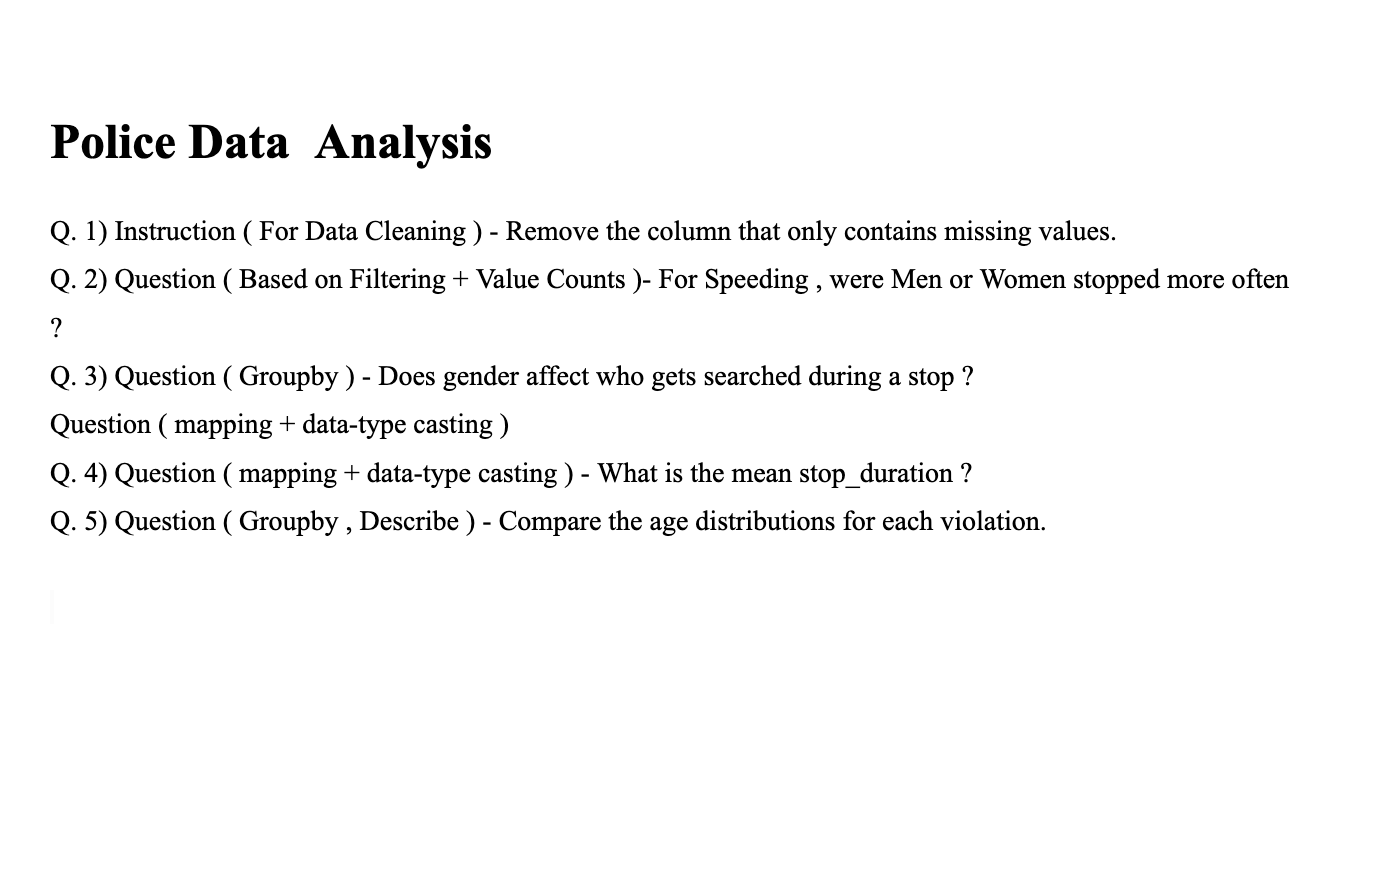 Police Data  Analysis
Q. 1) Instruction ( For Data Cleaning ) - Remove the column that only contains missing values.
Q. 2) Question ( Based on Filtering + Value Counts )- For Speeding , were Men or Women stopped more often
?
Q. 3) Question ( Groupby ) - Does gender affect who gets searched during a stop ?
Question ( mapping + data-type casting )
Q. 4) Question ( mapping + data-type casting ) - What is the mean stop_duration ?
Q. 5) Question ( Groupby , Describe ) - Compare the age distributions for each violation.